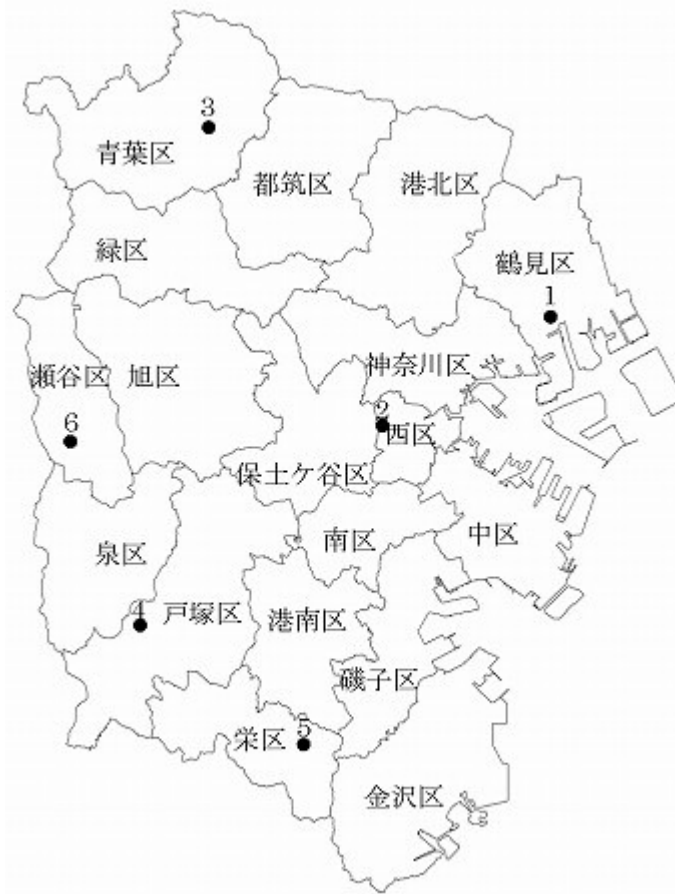 3
青葉区
都筑区
港北区
緑区
鶴見区
1
瀬谷区
旭区
神奈川区
6
2
西区
保土ケ谷区
泉区
南区
中区
4
戸塚区
港南区
磯子区
栄区
5
金沢区